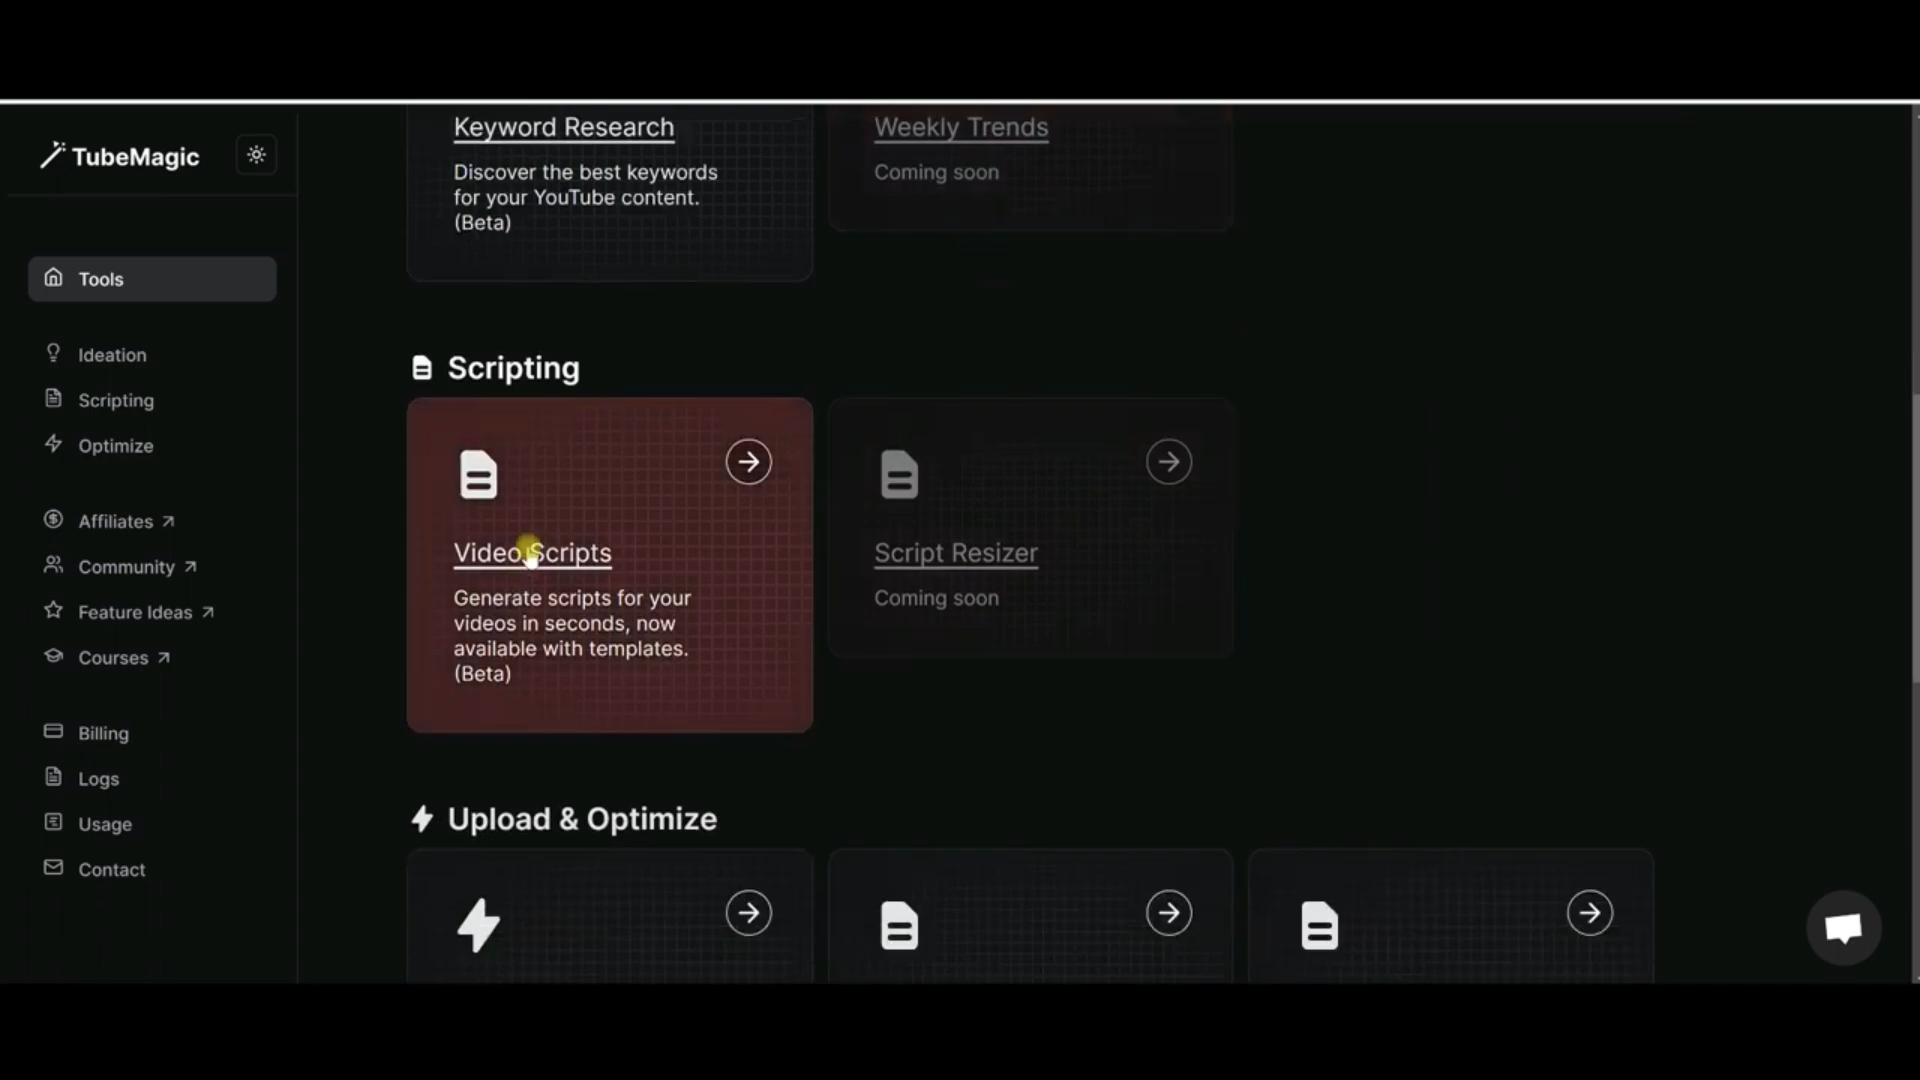 TubeMagic
Tools
Ideation
Scripting
Optimize
Affiliates
Community
Feature Ideas
Courses
Billing
Logs
Usage
Contact
Keyword Research
Discover the best keywords
for your YouTube content.
(Beta)
Weekly Trends
Coming soon
Scripting
Video Scripts
Generate scripts for your
videos in seconds, now
available with templates.
(Beta)
Script Resizer
Coming soon
Upload & Optimize